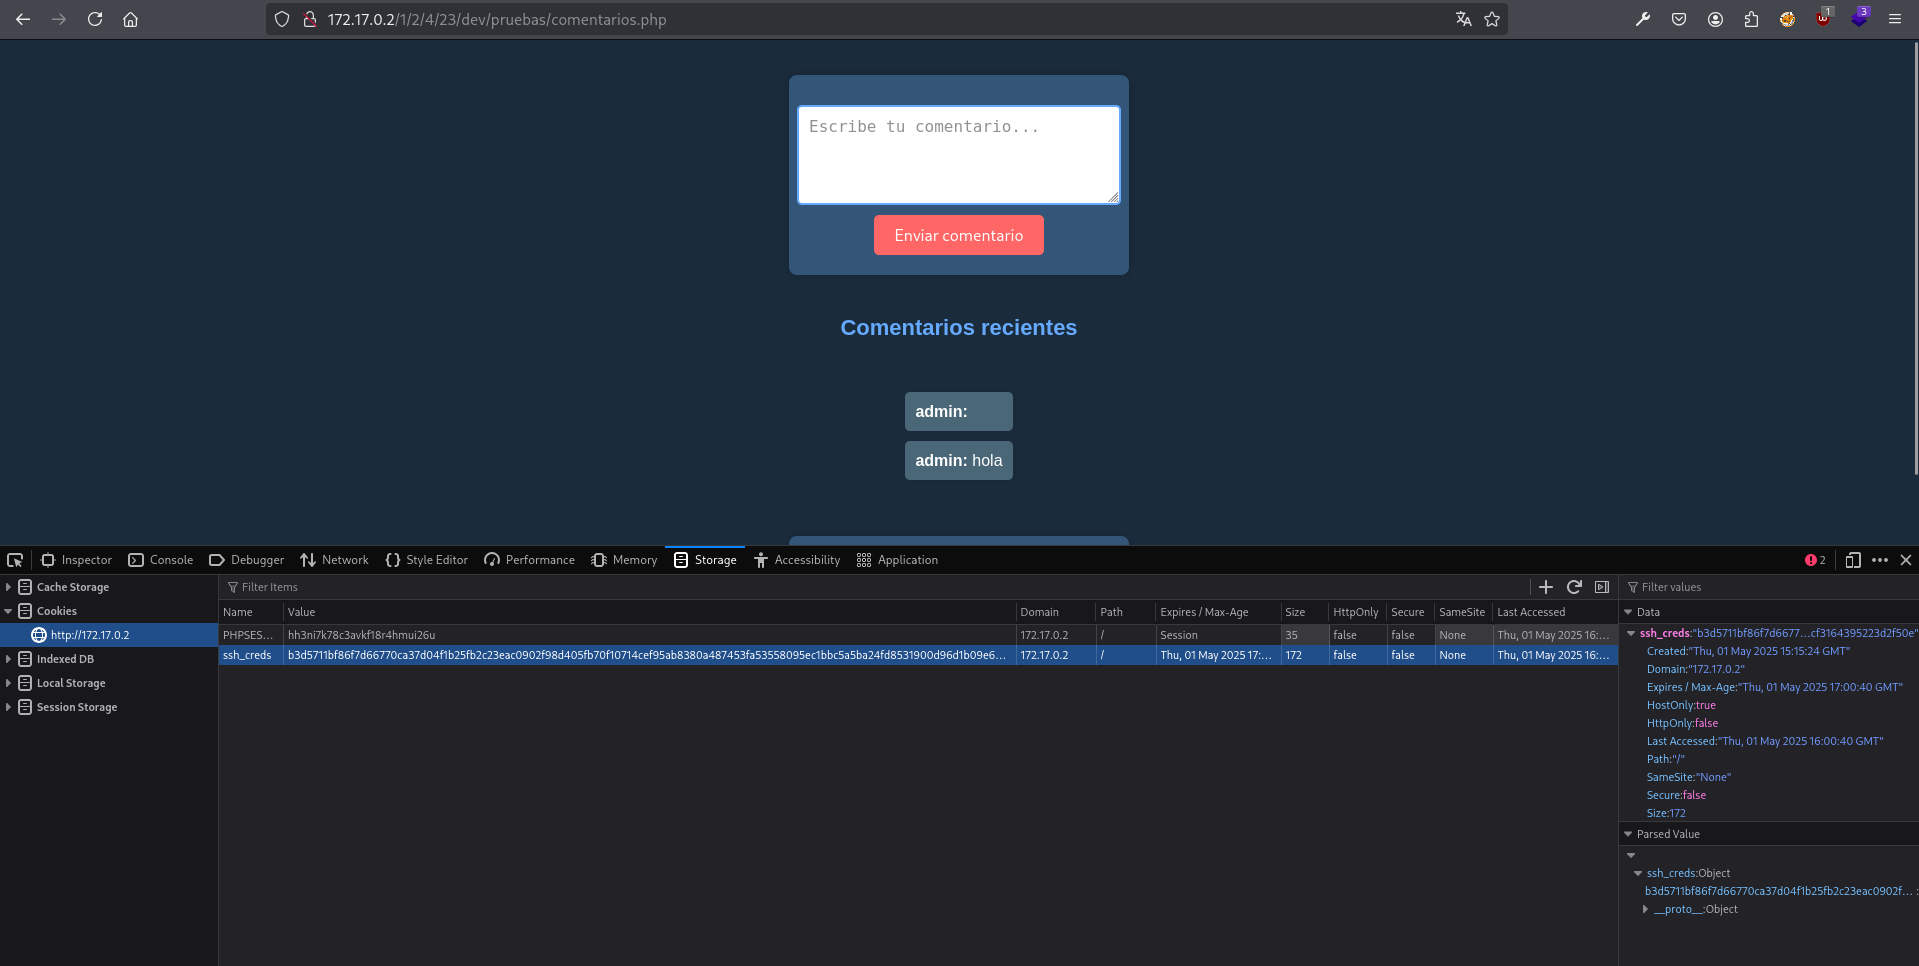 172.17.0.2/1/2/4/23/dev/pruebas/comentarios.php
1
3
Escribe tu comentario...
Enviar comentario
Comentarios recientes
admin:
admin: hola
Inspector Console Debugger Network Style Editor Performance Memory Storage Accessibility Application 2
Cache Storage
Cookies
http://172.17.0.2
Indexed DB
Local Storage
Session Storage
Filter Items
Name Value Domain Path Expires / Max-Age Size HttpOnly Secure SameSite Last Accessed
PHPSES... hh3ni7k78c3avkf18r4hmui26u 172.17.0.2 / Session 35 false false None Thu, 01 May 2025 16:...
ssh_creds b3d5711bf86f7d66770ca37d04f1b25fb2c23eac0902f98d405fb70f10714cef95ab8380a487453fa53558095ec1bbc5a5ba24fd8531900d96d1b09e6... 172.17.0.2 / Thu, 01 May 2025 17:... 172 false false None Thu, 01 May 2025 16:...
Filter values
Data
ssh_creds:"b3d5711bf86f7d6677...cf3164395223d2f50e"
Created:"Thu, 01 May 2025 15:15:24 GMT"
Domain:"172.17.0.2"
Expires / Max-Age:"Thu, 01 May 2025 17:00:40 GMT"
HostOnly:true
HttpOnly:false
Last Accessed:"Thu, 01 May 2025 16:00:40 GMT"
Path:"/"
SameSite:"None"
Secure:false
Size:172
Parsed Value
ssh_creds:Object
b3d5711bf86f7d66770ca37d04f1b25fb2c23eac0902f... :
__proto__:Object